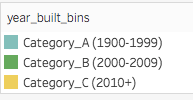 year_built_bins
Category_A (1900-1999)
Category_B (2000-2009)
Category_C (2010+)